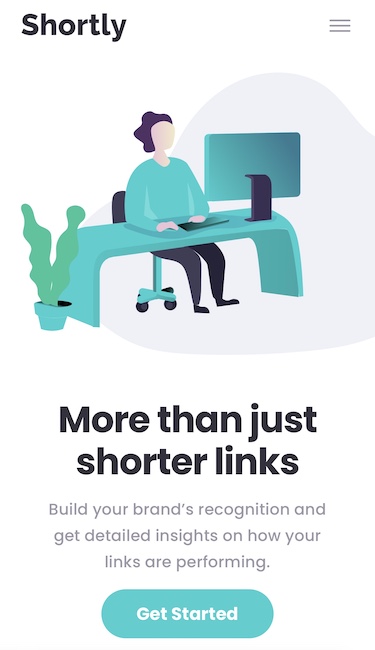 Shortly
More than just
shorter links
Build your brand’s recognition and
get detailed insights on how your
links are performing.
Get Started